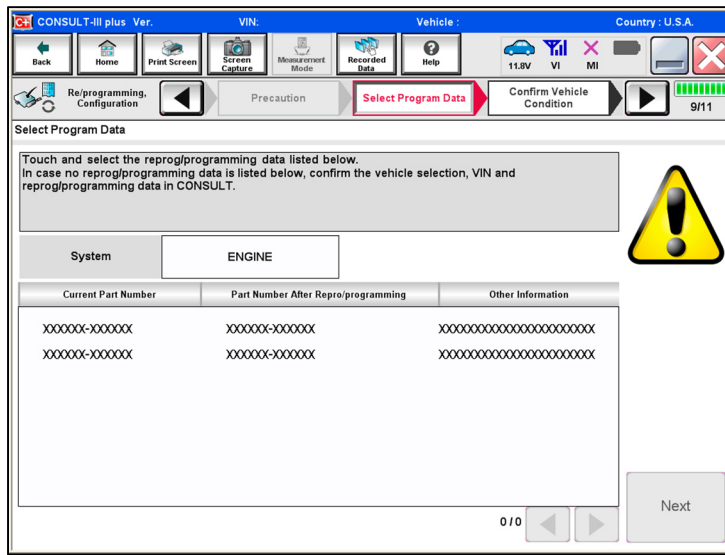 C+ CONSULT-III plus Ver. VIN: Vehicle : Country : U.S.A.
Back
Home
Print Screen
Screen
Capture
Measurement
Mode
Recorded
Data
Help
11.8V VI MI
Re/programming,
Configuration
Precaution
Select Program Data
Confirm Vehicle
Condition
9/11
Select Program Data
Touch and select the reprog/programming data listed below.
In case no reprog/programming data is listed below, confirm the vehicle selection, VIN and
reprog/programming data in CONSULT.
System ENGINE
Current Part Number Part Number After Repro/programming Other Information
XXXXXX-XXXXXX XXXXXX-XXXXXX XXXXXXXXXXXXXXXXXXXXXX
XXXXXX-XXXXXX XXXXXX-XXXXXX XXXXXXXXXXXXXXXXXXXXXX
0/0
Next